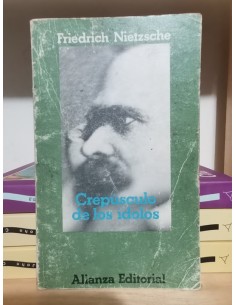 Friedrich Nietzsche
Crepúsculo
de los ídolos
Alianza Editorial